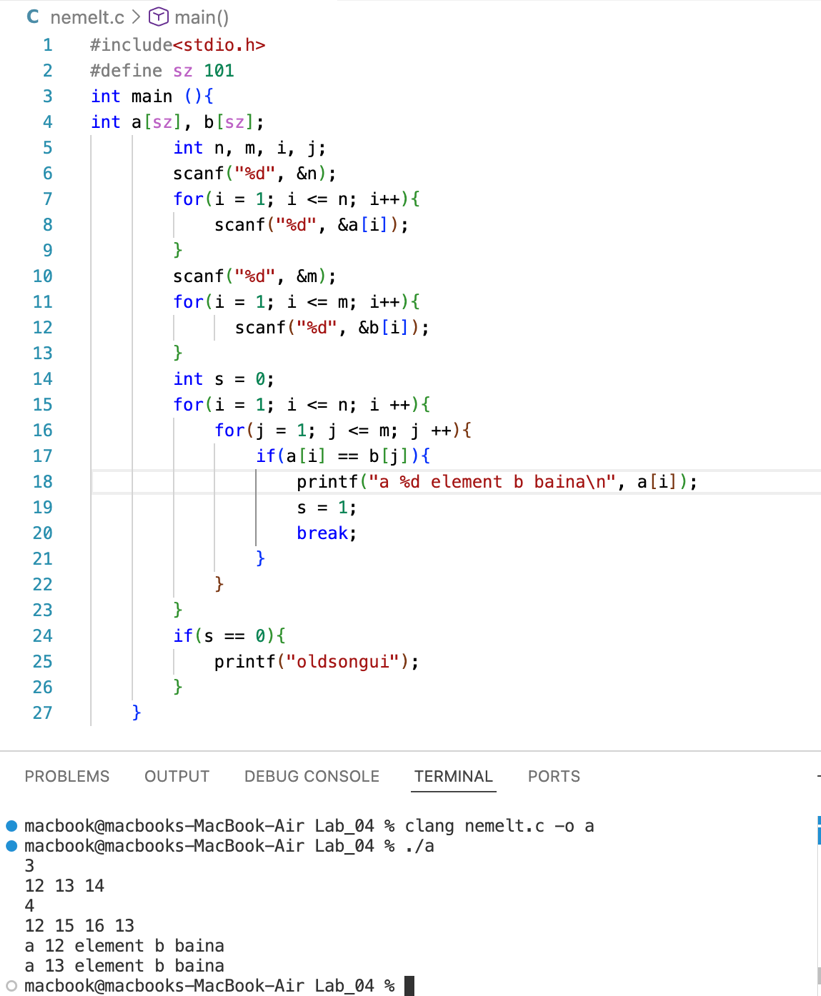 C nemelt.c > main()
1 #include<stdio.h>
2 #define sz 101
3 int main (){
4 int a[sz], b[sz];
5 int n, m, i, j;
6 scanf("%d", &n);
7 for(i = 1; i <= n; i++){
8 scanf("%d", &a[i]);
9 }
10 scanf("%d", &m);
11 for(i = 1; i <= m; i++){
12 scanf("%d", &b[i]);
13 }
14 int s = 0;
15 for(i = 1; i <= n; i ++){
16 for(j = 1; j <= m; j ++){
17 if(a[i] == b[j]){
18 printf("a %d element b baina\n", a[i]);
19 s = 1;
20 break;
21 }
22 }
23 }
24 if(s == 0){
25 printf("oldsongui");
26 }
27 }
PROBLEMS OUTPUT DEBUG CONSOLE TERMINAL PORTS
macbook@macbooks-MacBook-Air Lab_04 % clang nemelt.c -o a
macbook@macbooks-MacBook-Air Lab_04 % ./a
3
12 13 14
4
12 15 16 13
a 12 element b baina
a 13 element b baina
macbook@macbooks-MacBook-Air Lab_04 %